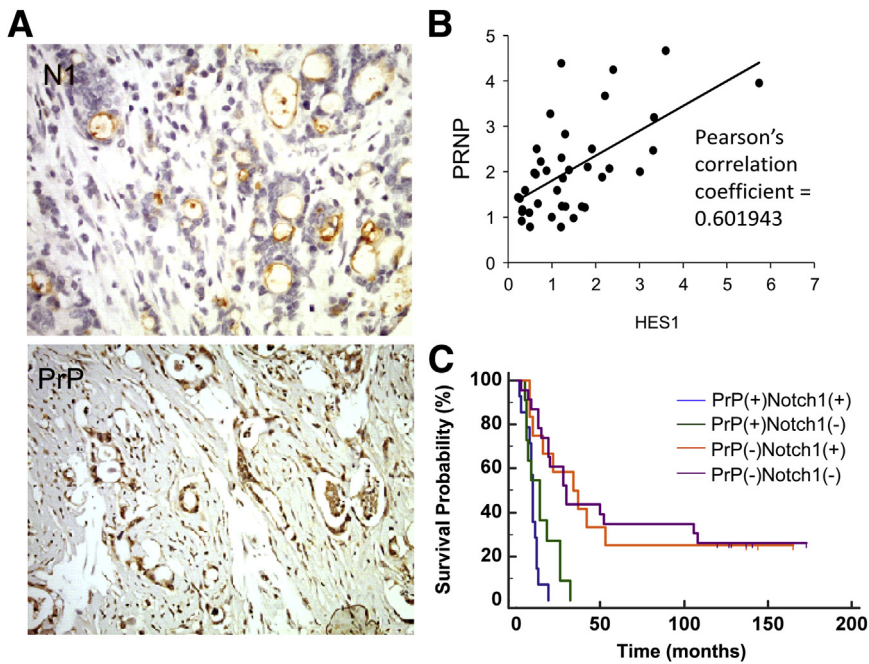 A
N1
PrP
B
5
4
3
2
1
0
PRNP
Pearson's
correlation
coefficient =
0.601943
0 1 2 3 4 5 6 7
HES1
C
100
80
60
40
20
0
Survival Probability (%)
PrP(+)Notch1(+)
PrP(+)Notch1(-)
PrP(-)Notch1(+)
PrP(-)Notch1(-)
0 50 100 150 200
Time (months)